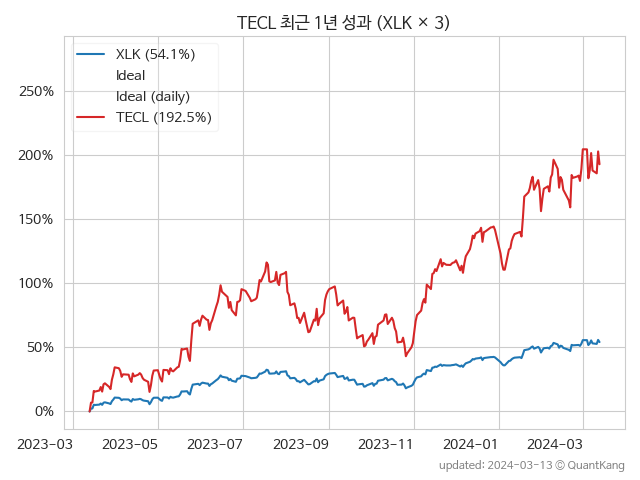 TECL 최근 1년 성과 (XLK × 3)
XLK (54.1%)
Ideal
Ideal (daily)
TECL (192.5%)
250%
200%
150%
100%
50%
0%
2023−03 2023−05 2023−07 2023−09 2023−11 2024−01 2024−03
updated: 2024-03-13 © QuantKang